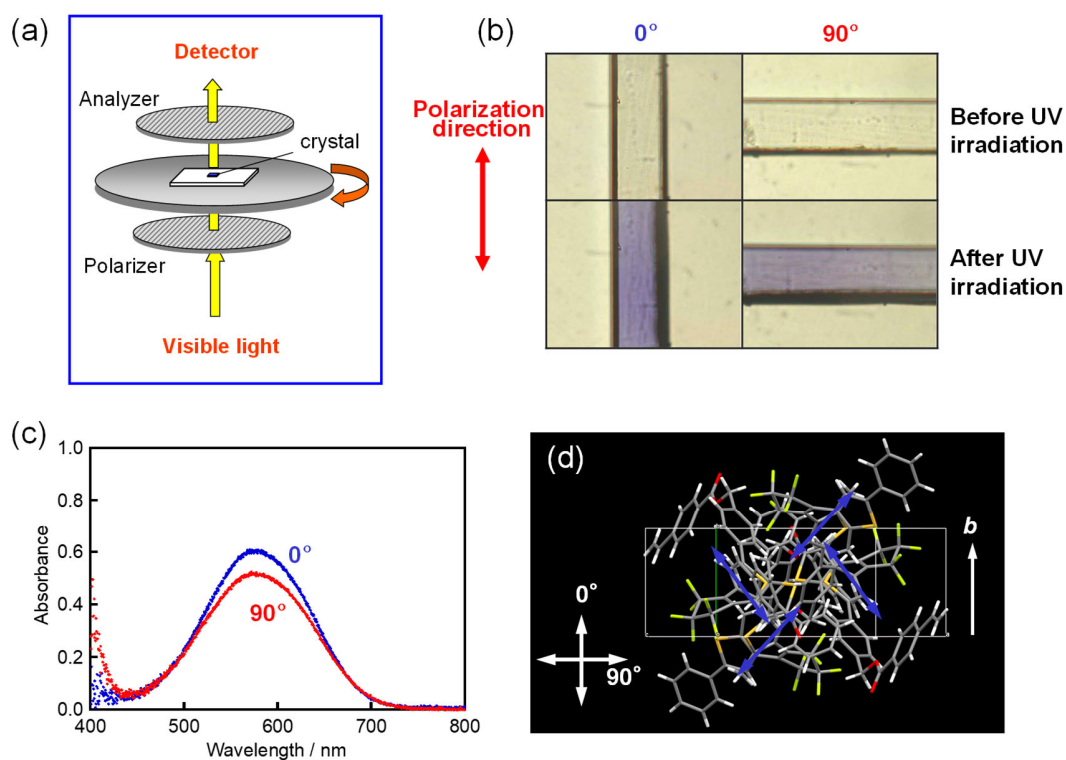 (a)
Detector
Analyzer
crystal
Polarizer
Visible light
(b)
0°
90°
Polarization
direction
Before UV
irradiation
After UV
irradiation
(c)
1.0
0.8
0.6
0.4
0.2
0.0
Absorbance
0°
90°
400
500
600
700
800
Wavelength / nm
(d)
b
0°
90°